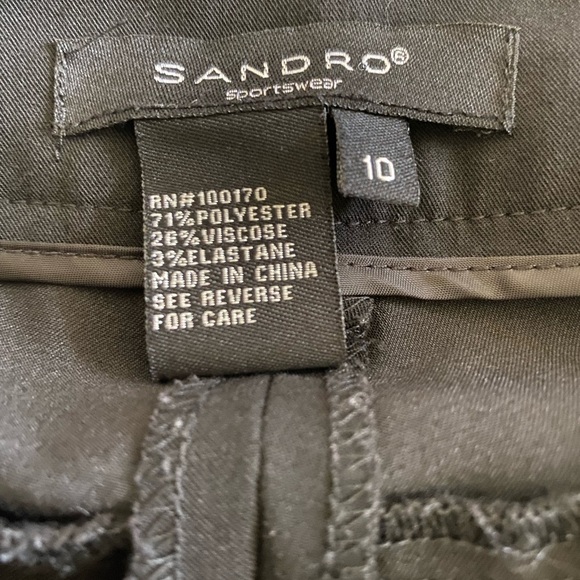 SANDRO®
sportswear
10
RN#100170
71%POLYESTER
26%VISCOSE
3%ELASTANE
MADE IN CHINA
SEE REVERSE
FOR CARE